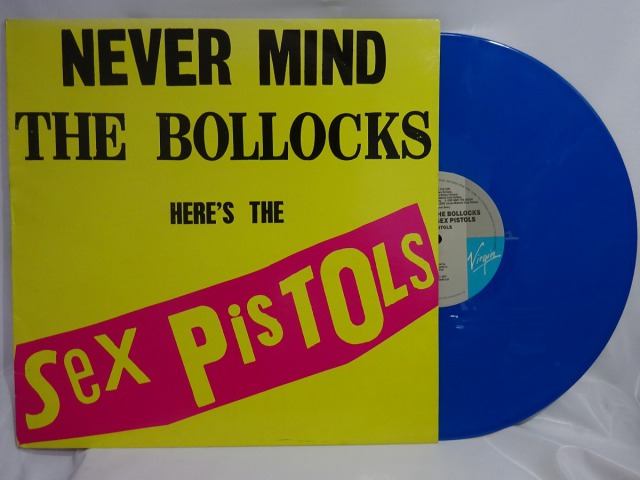 NEVER MIND
THE BOLLOCKS
HERE'S THE
Sex PisTOLs
THE BOLLOCKS
SEX PISTOLS
Virgin